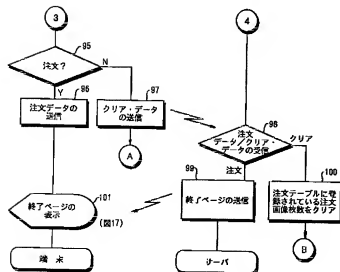 3
4
95
注文?
N
Y
96
注文データの
送信
97
クリア・データ
の送信
A
98
注文
データ/クリア・
データの受信
クリア
注文
99
終了ページの送信
100
注文テーブルに登
録されている注文
画像枚数をクリア
B
101
終了ページの
表示
(図17)
端 末
サーバ